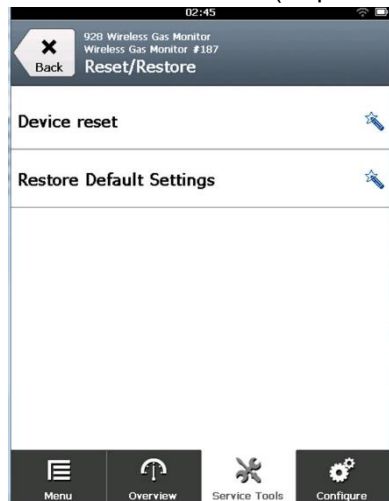 02:45
928 Wireless Gas Monitor
Wireless Gas Monitor #187
Back
Reset/Restore
Device reset
Restore Default Settings
Menu
Overview
Service Tools
Configure